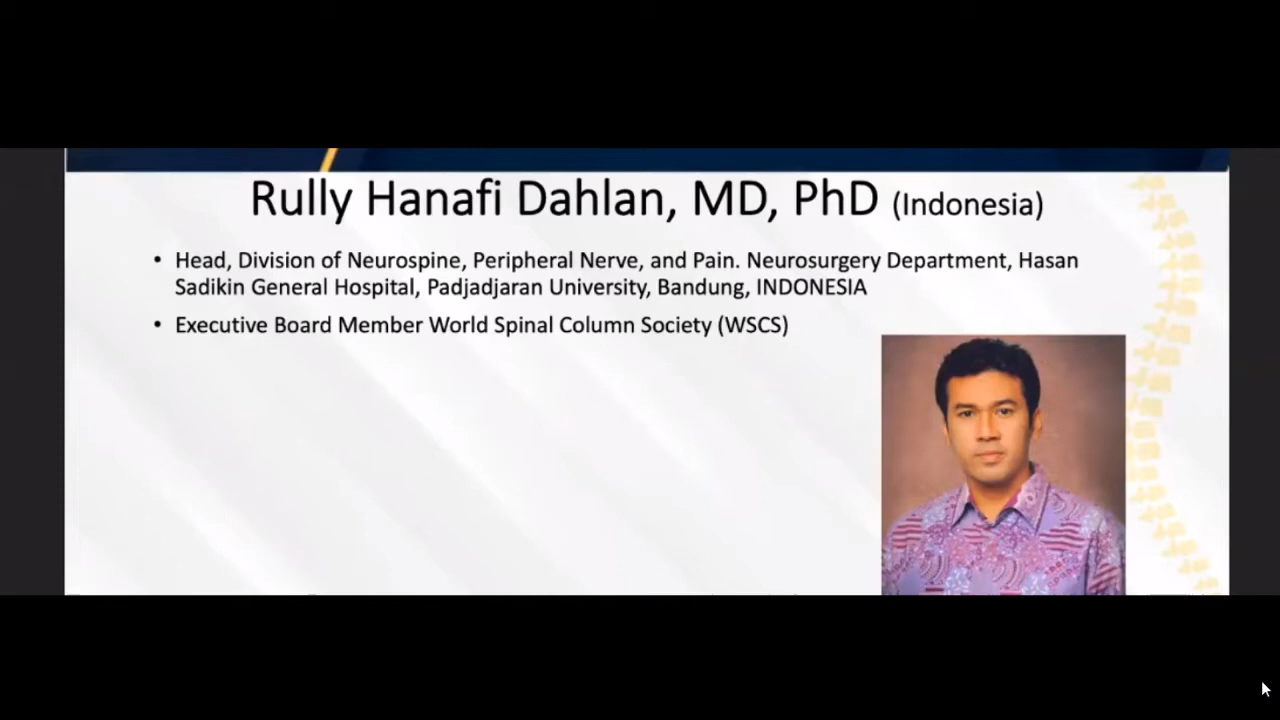 Rully Hanafi Dahlan, MD, PhD (Indonesia)
• Head, Division of Neurospine, Peripheral Nerve, and Pain. Neurosurgery Department, Hasan
Sadikin General Hospital, Padjadjaran University, Bandung, INDONESIA
• Executive Board Member World Spinal Column Society (WSCS)